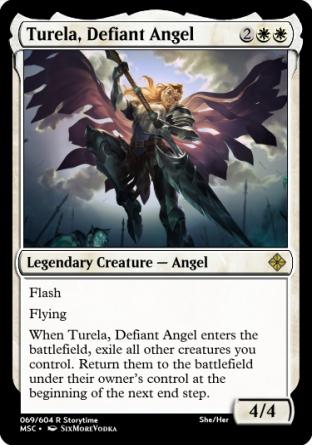 Turela, Defiant Angel 2
Legendary Creature — Angel
Flash
Flying
When Turela, Defiant Angel enters the
battlefield, exile all other creatures you
control. Return them to the battlefield
under their owner's control at the
beginning of the next end step.
4/4
069/604 R Storytime She/Her
MSC • SixMoreVodka